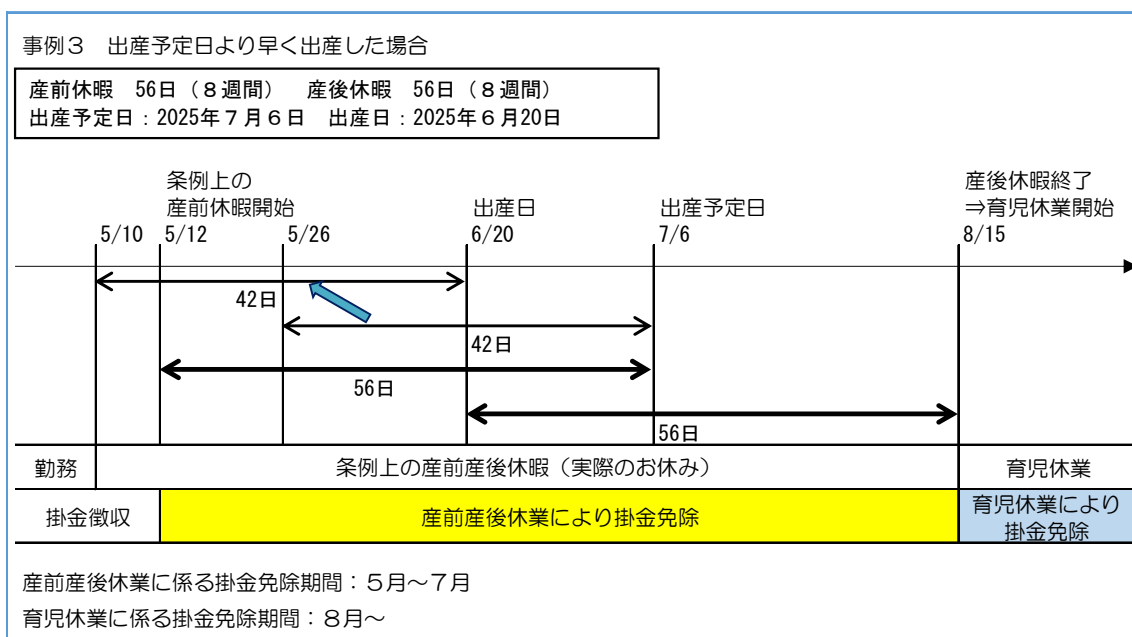 事例３　出産予定日より早く出産した場合
産前休暇　56日（８週間）　産後休暇　56日（８週間）
出産予定日：2025年７月６日　出産日：2025年６月20日
条例上の
産前休暇開始
出産日
出産予定日
産後休暇終了
⇒育児休業開始
5/10
5/12
5/26
6/20
7/6
8/15
42日
42日
56日
56日
勤務
条例上の産前産後休暇（実際のお休み）
育児休業
掛金徴収
産前産後休業により掛金免除
育児休業により
掛金免除
産前産後休業に係る掛金免除期間：５月～７月
育児休業に係る掛金免除期間：８月～